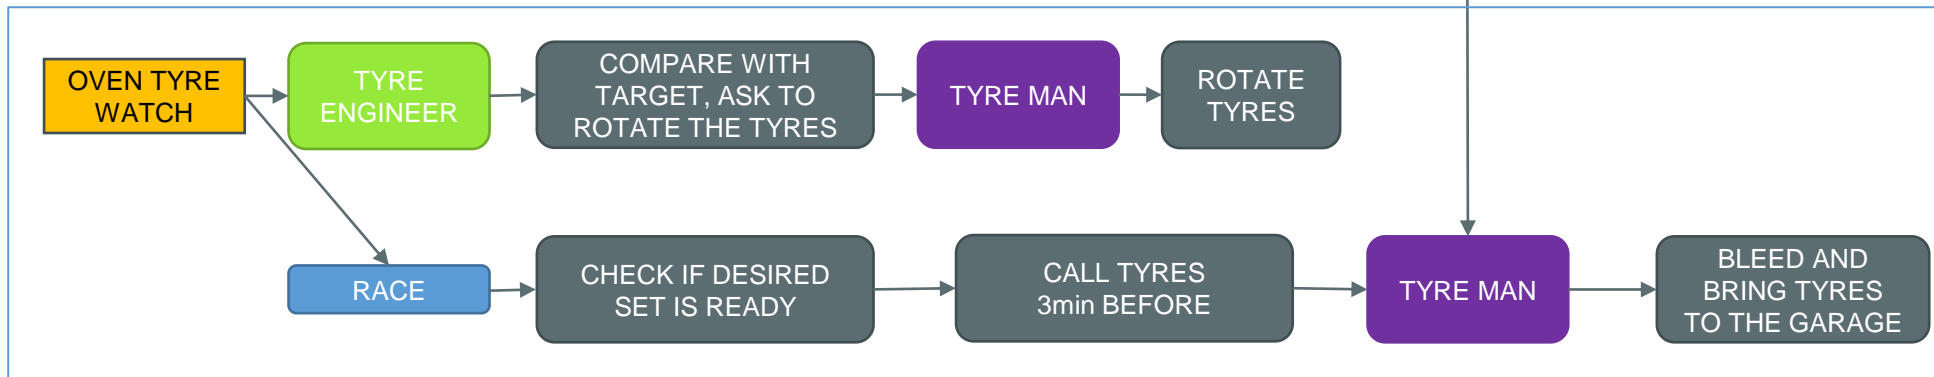 OVEN TYRE
WATCH
TYRE
ENGINEER
COMPARE WITH
TARGET, ASK TO
ROTATE THE TYRES
TYRE MAN
ROTATE
TYRES
RACE
CHECK IF DESIRED
SET IS READY
CALL TYRES
3min BEFORE
TYRE MAN
BLEED AND
BRING TYRES
TO THE GARAGE